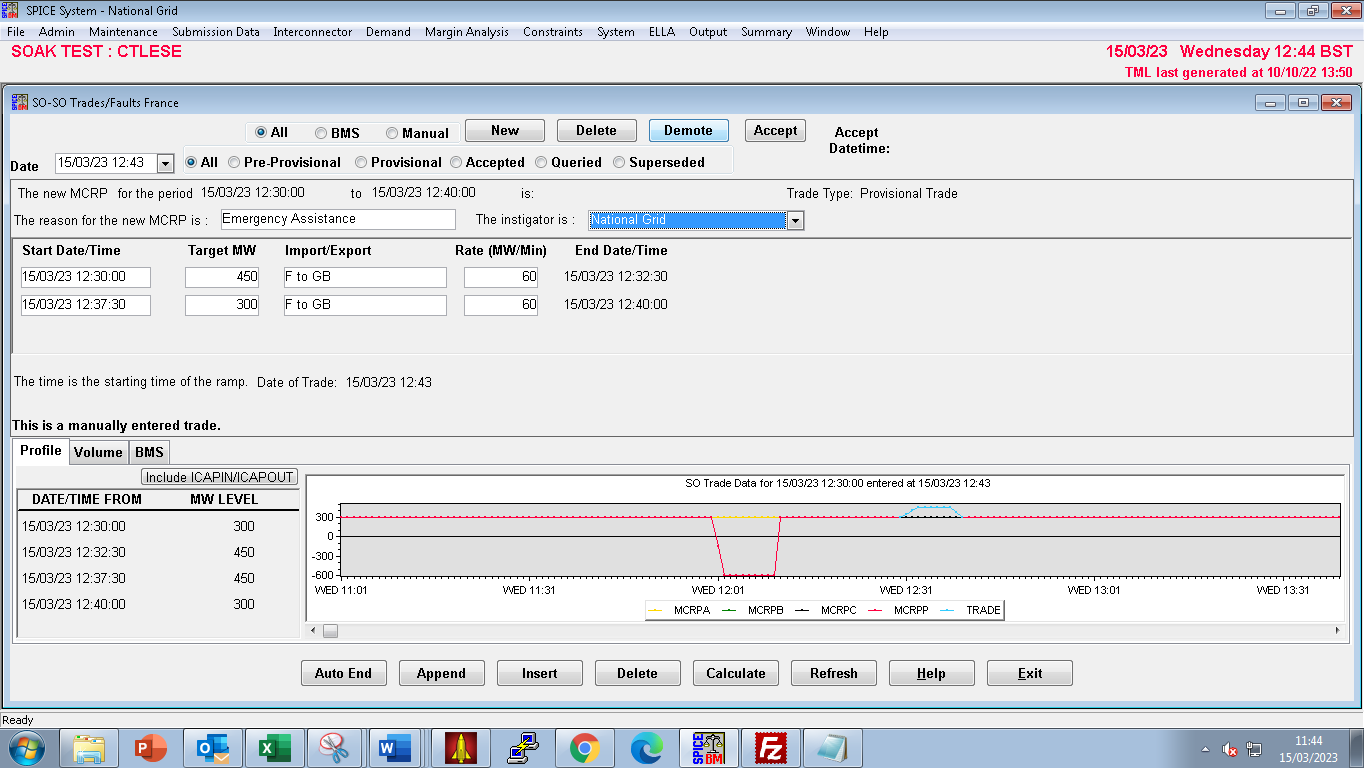 SPICE System - National Grid
File Admin Maintenance Submission Data Interconnector Demand Margin Analysis Constraints System ELLA Output Summary Window Help
SOAK TEST : CTLESE
15/03/23 Wednesday 12:44 BST
TML last generated at 10/10/22 13:50
SO-SO Trades/Faults France
All BMS Manual New Delete Demote Accept Accept
Datetime:
Date 15/03/23 12:43 All Pre-Provisional Provisional Accepted Queried Superseded
The new MCRP for the period 15/03/23 12:30:00 to 15/03/23 12:40:00 is: Trade Type: Provisional Trade
The reason for the new MCRP is : Emergency Assistance The instigator is : National Grid
Start Date/Time Target MW Import/Export Rate (MW/Min) End Date/Time
15/03/23 12:30:00 450 F to GB 60 15/03/23 12:32:30
15/03/23 12:37:30 300 F to GB 60 15/03/23 12:40:00
The time is the starting time of the ramp. Date of Trade: 15/03/23 12:43
This is a manually entered trade.
Profile Volume BMS
Include ICAPIN/ICAPOUT
DATE/TIME FROM MW LEVEL
15/03/23 12:30:00 300
15/03/23 12:32:30 450
15/03/23 12:37:30 450
15/03/23 12:40:00 300
SO Trade Data for 15/03/23 12:30:00 entered at 15/03/23 12:43
300
0
-300
-600
WED 11:01 WED 11:31 WED 12:01 WED 12:31 WED 13:01 WED 13:31
MCRPA MCRPB MCRPC MCRPP TRADE
Auto End Append Insert Delete Calculate Refresh Help Exit
Ready
SPICE
BMI
11:44
15/03/2023